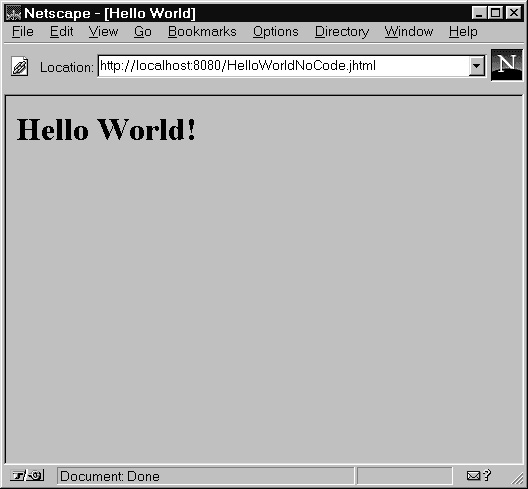 Netscape - [Hello World]
File Edit View Go Bookmarks Options Directory Window Help
Location: http://localhost:8080/HelloWorldNoCode.jhtml
N
Hello World!
Document: Done
?